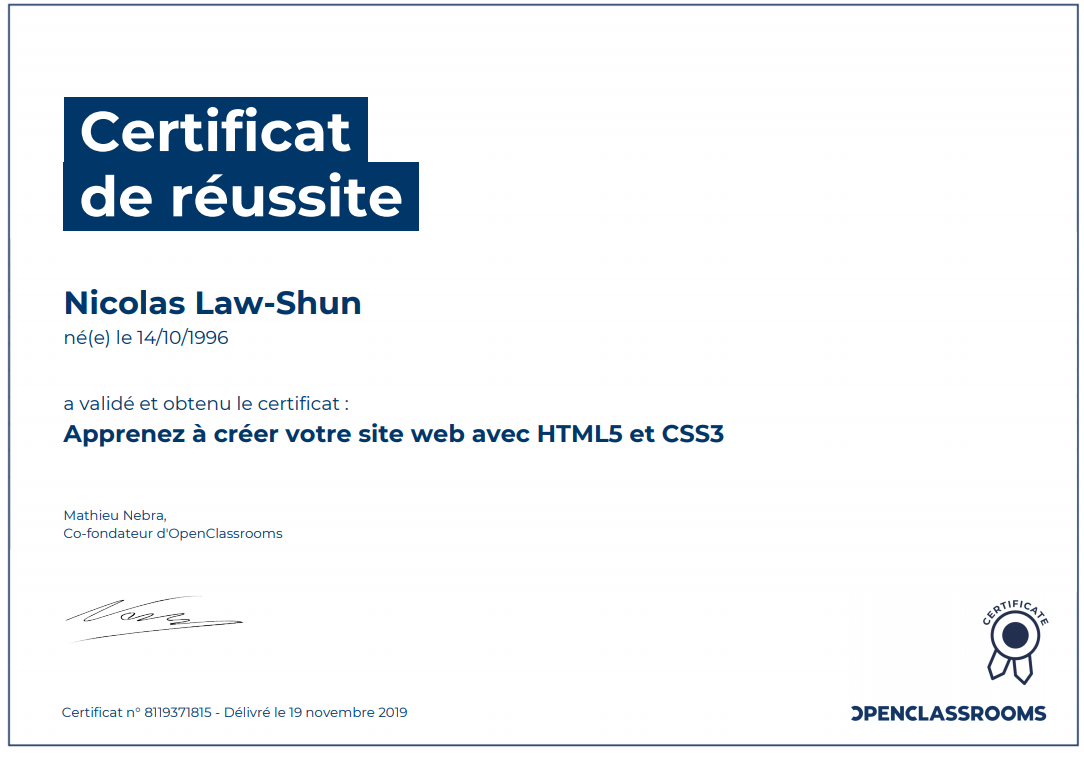 Certificat
de réussite
Nicolas Law-Shun
né(e) le 14/10/1996
a validé et obtenu le certificat :
Apprenez à créer votre site web avec HTML5 et CSS3
Mathieu Nebra,
Co-fondateur d'OpenClassrooms
CERTIFICATE
Certificat n° 8119371815 - Délivré le 19 novembre 2019
OPENCLASSROOMS